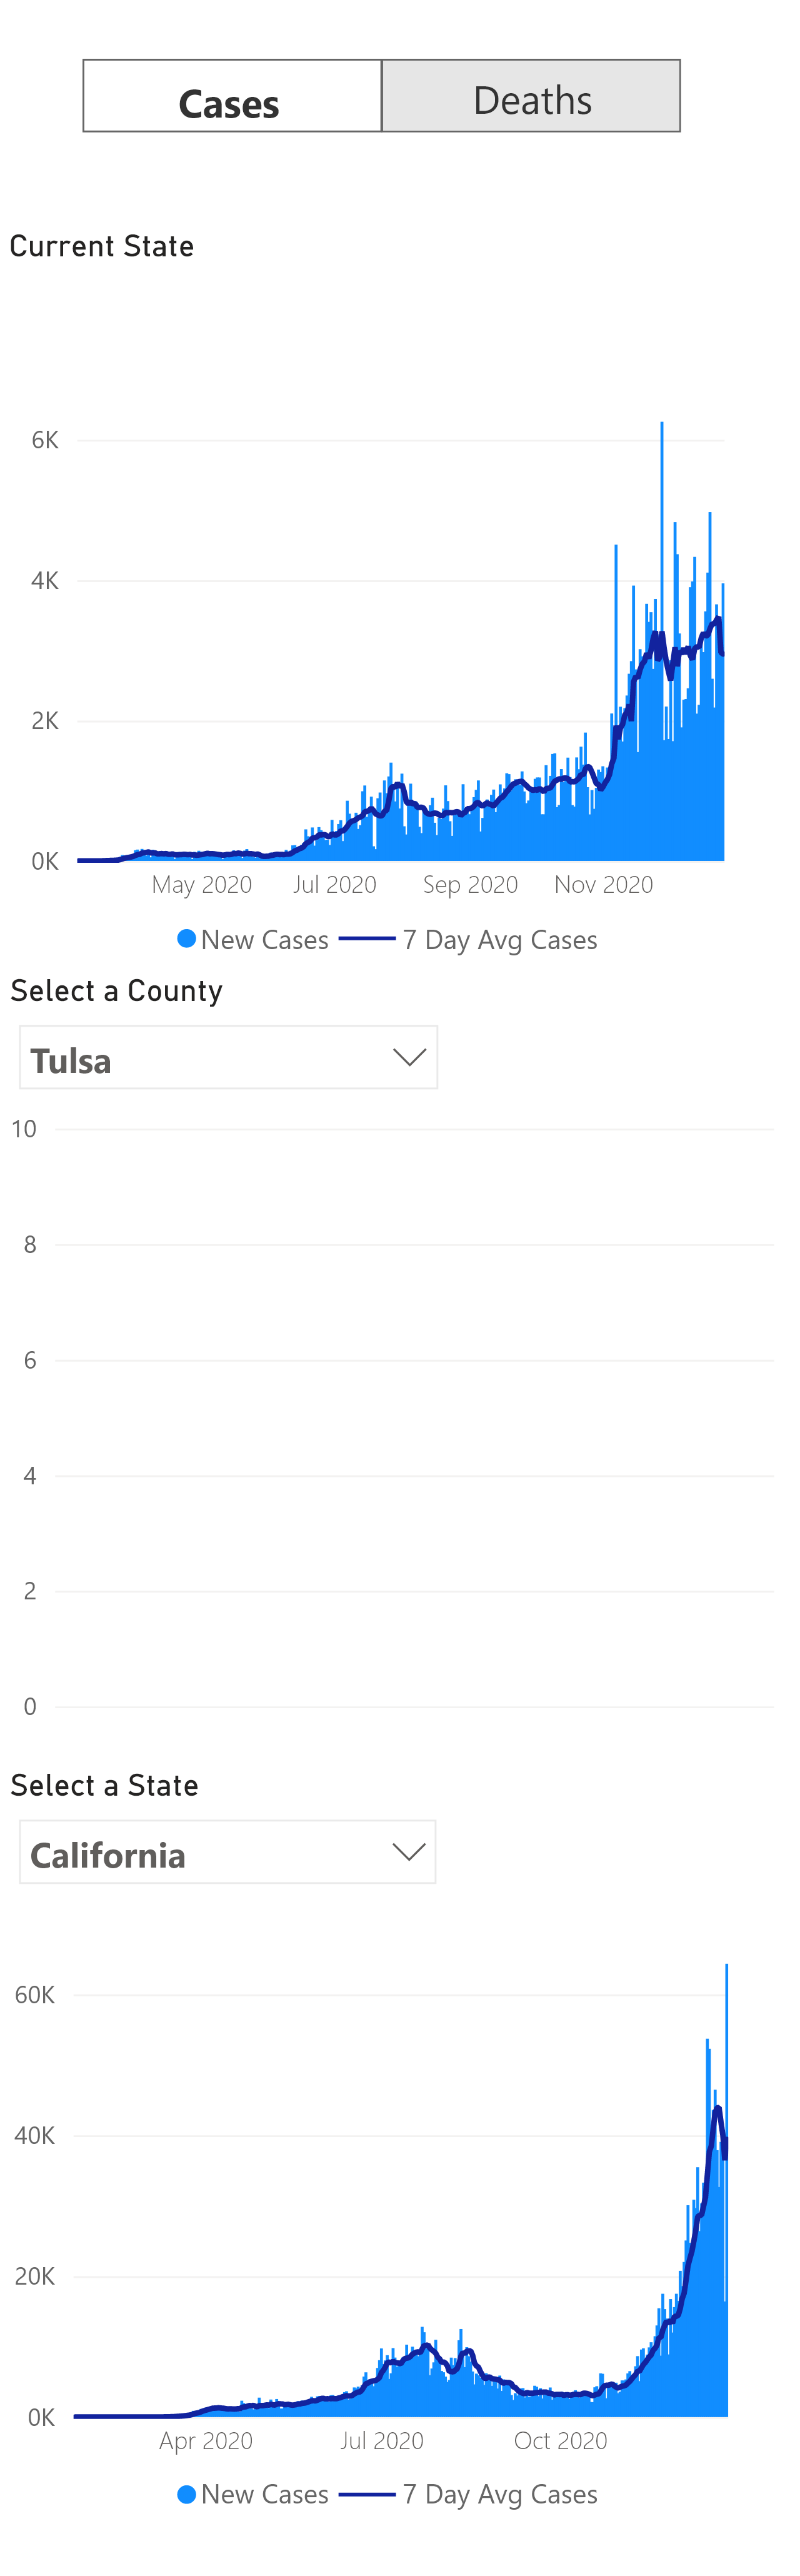 Cases Deaths
Current State
6K
4K
2K
0K
May 2020 Jul 2020 Sep 2020 Nov 2020
New Cases 7 Day Avg Cases
Select a County
Tulsa
10
8
6
4
2
0
Select a State
California
60K
40K
20K
0K
Apr 2020 Jul 2020 Oct 2020
New Cases 7 Day Avg Cases